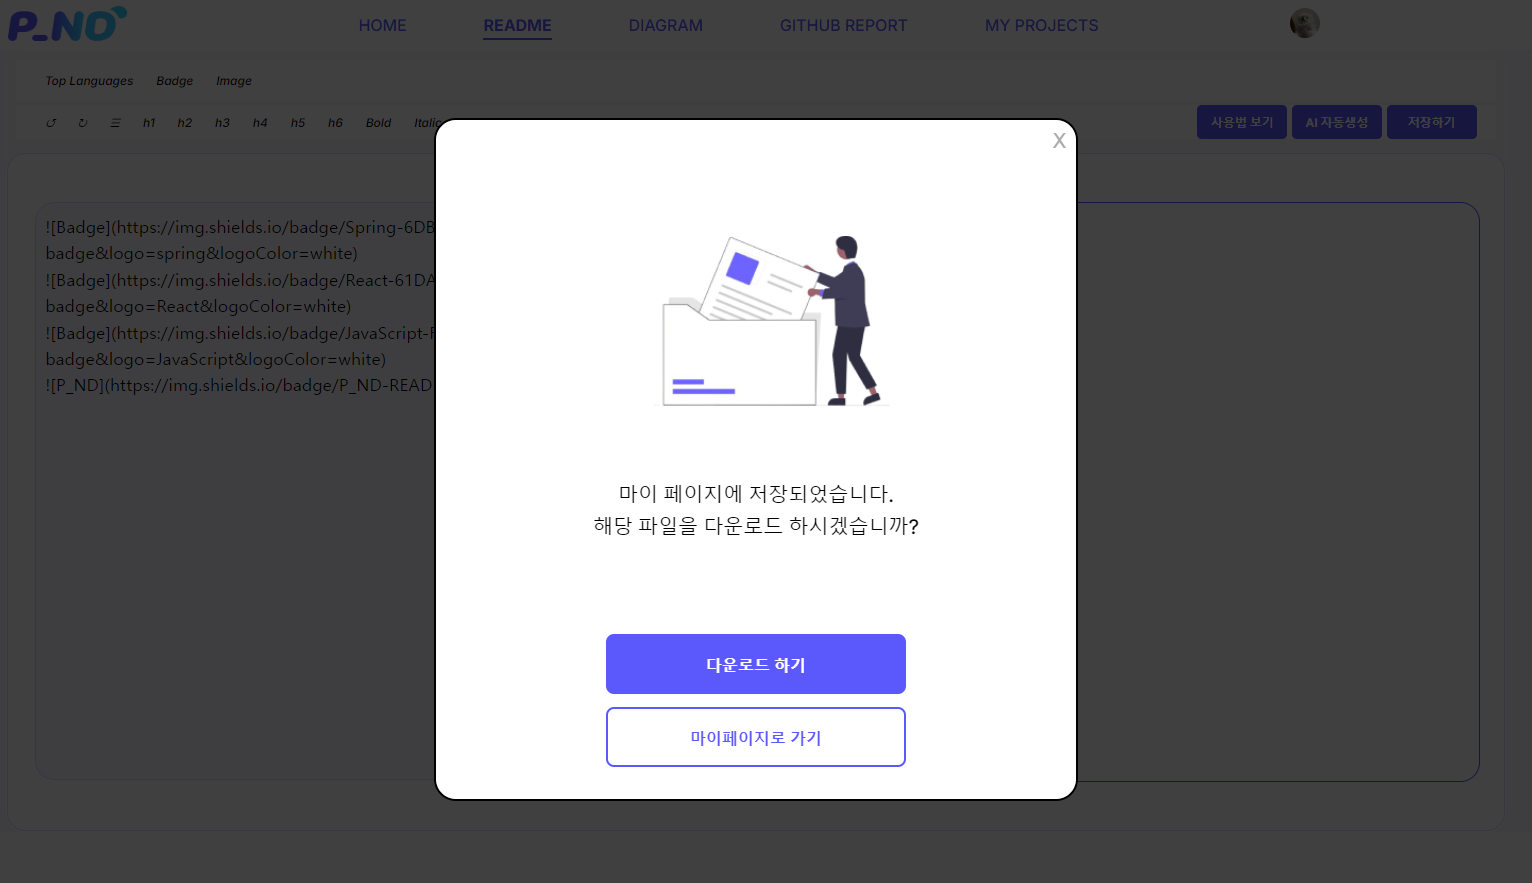 P_ND
HOME
README
DIAGRAM
GITHUB REPORT
MY PROJECTS
Top Languages
Badge
Image
h1
h2
h3
h4
h5
h6
Bold
Italic
사용법 보기
AI 자동생성
저장하기
X
![Badge](https://img.shields.io/badge/Spring-6DB
badge&logo=spring&logoColor=white)
![Badge](https://img.shields.io/badge/React-61DA
badge&logo=React&logoColor=white)
![Badge](https://img.shields.io/badge/JavaScript-F
badge&logo=JavaScript&logoColor=white)
![P_ND](https://img.shields.io/badge/P_ND-READ
마이 페이지에 저장되었습니다.
해당 파일을 다운로드 하시겠습니까?
다운로드 하기
마이페이지로 가기